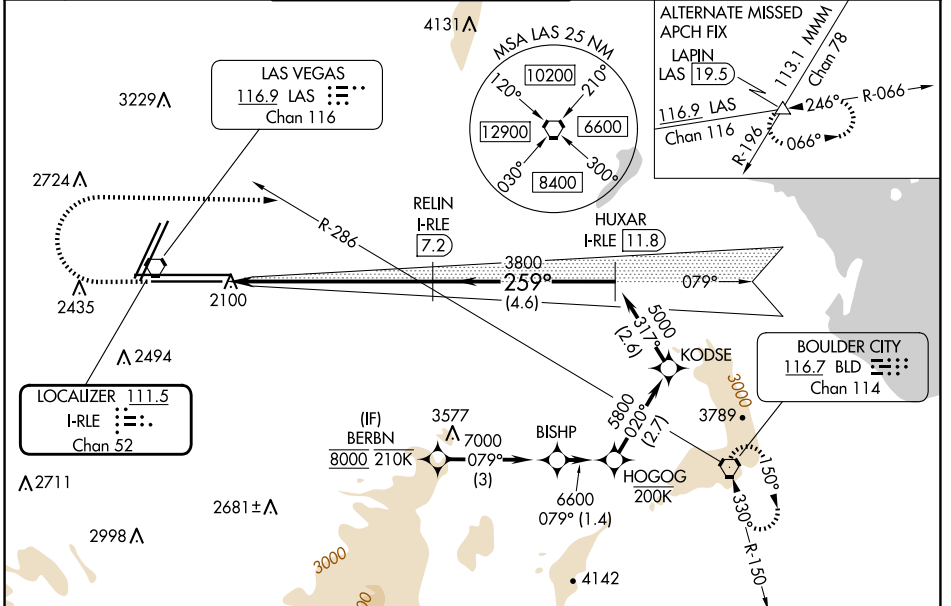 4131
MSA LAS 25 NM
10200
120°
210°
12900
6600
030°
300°
8400
ALTERNATE MISSED
APCH FIX
LAPIN
LAS 19.5
113.1 MMM
Chan 78
116.9 LAS
Chan 116
246°
R-066
066°
R-196
LAS VEGAS
116.9 LAS
Chan 116
3229
2724
R-286
RELIN
I-RLE
7.2
HUXAR
I-RLE 11.8
3800
259°
(4.6)
079°
2100
2435
5000
317°
(2.6)
KODSE
2494
BOULDER CITY
116.7 BLD
Chan 114
LOCALIZER 111.5
I-RLE
Chan 52
3000
3789
(IF)
BERBN
8000 210K
3577
7000
079°
(3)
BISHP
5800
020°
(2.7)
HOGOG
200K
6600
079° (1.4)
150°
330°
R-150
2711
2681±
2998
3000
4142
00